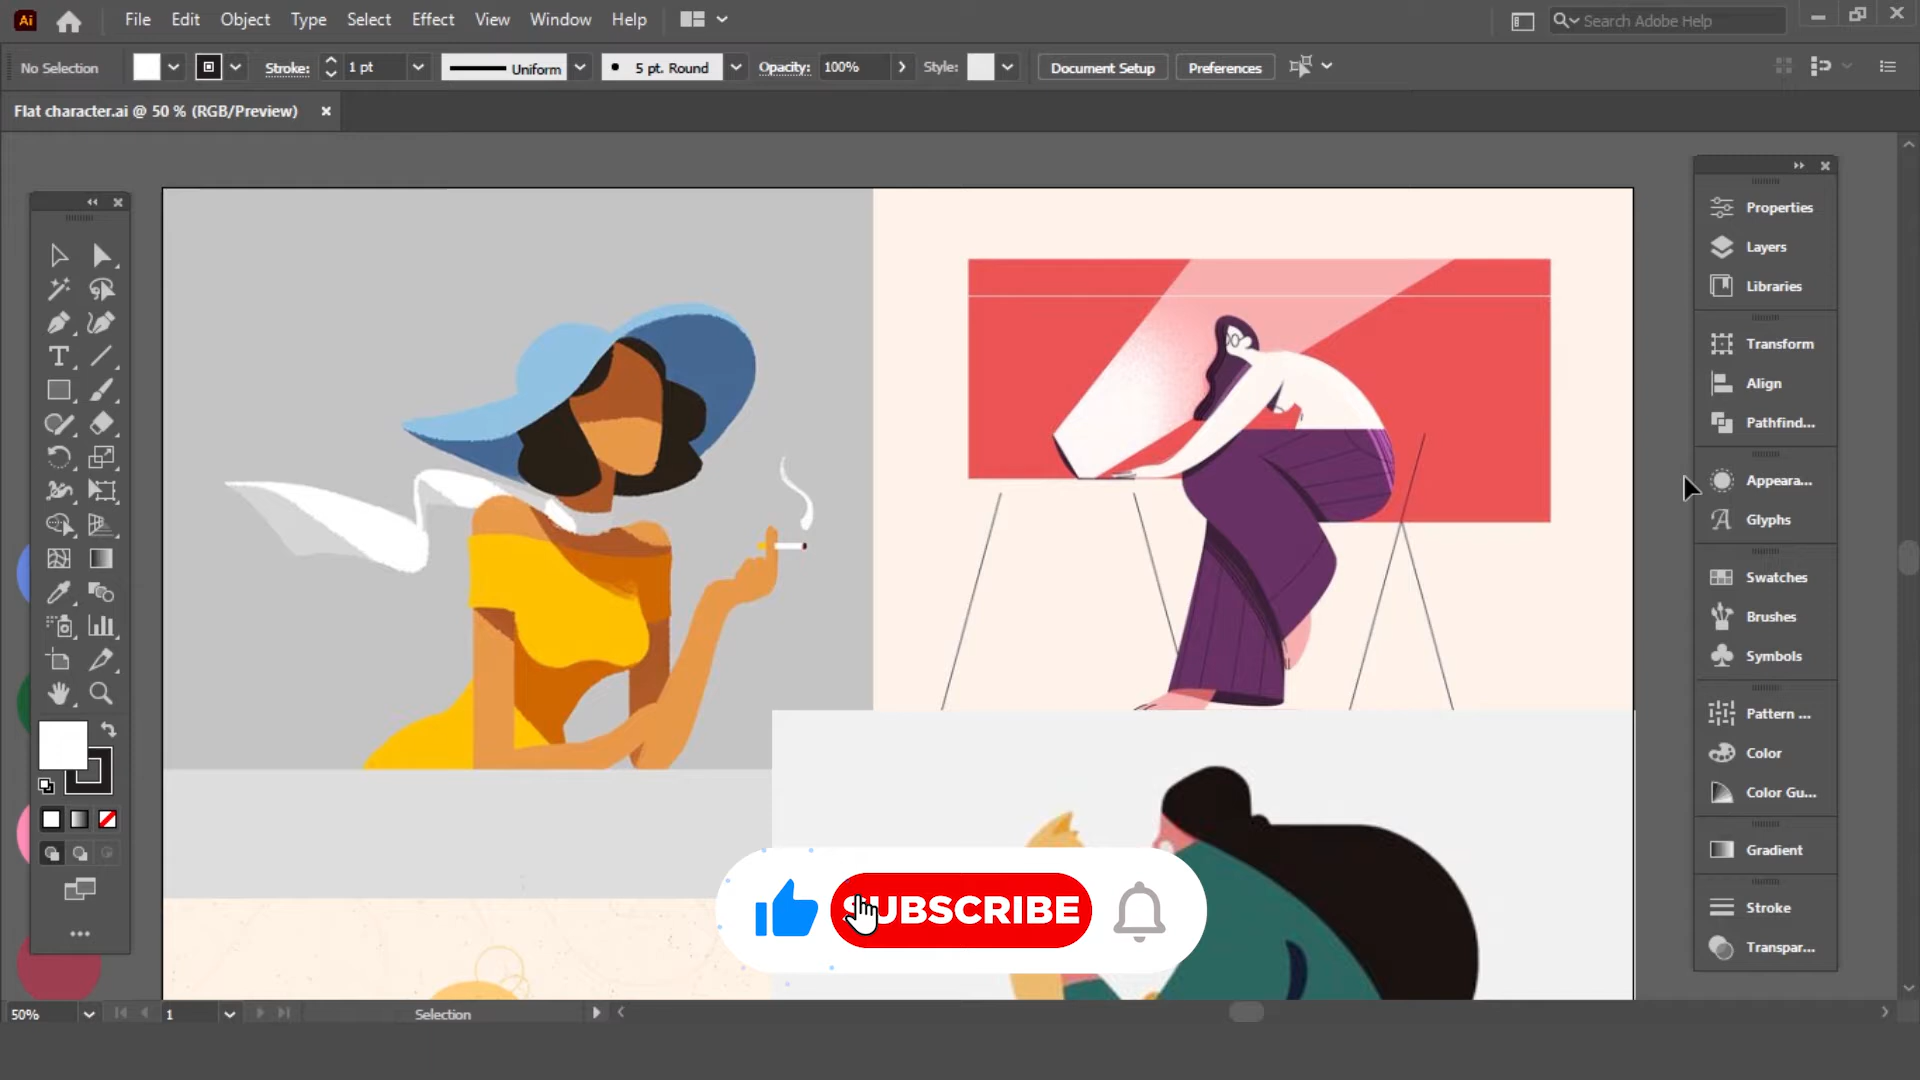 Ai File Edit Object Type Select Effect View Window Help Search Adobe Help
No Selection Stroke: 1 pt Uniform 5 pt. Round Opacity: 100% Style: Document Setup Preferences
Flat character.ai @ 50 % (RGB/Preview)
Properties
Layers
Libraries
Transform
Align
Pathfind...
Appeara...
Glyphs
Swatches
Brushes
Symbols
Pattern ...
Color
Color Gu...
Gradient
Stroke
Transpar...
SUBSCRIBE
50% 1 Selection